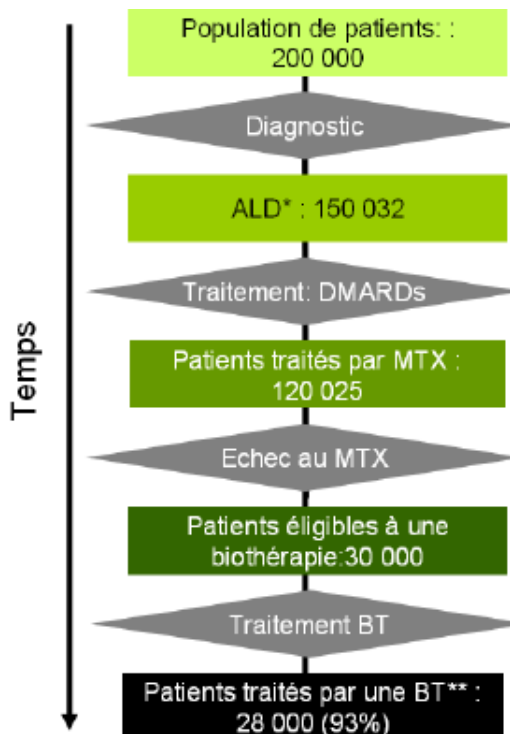 Population de patients: :
200 000
Diagnostic
ALD* : 150 032
Traitement: DMARDs
Patients traités par MTX :
120 025
Echec au MTX
Patients éligibles à une
biothérapie:30 000
Traitement BT
Patients traités par une BT** :
28 000 (93%)
Temps